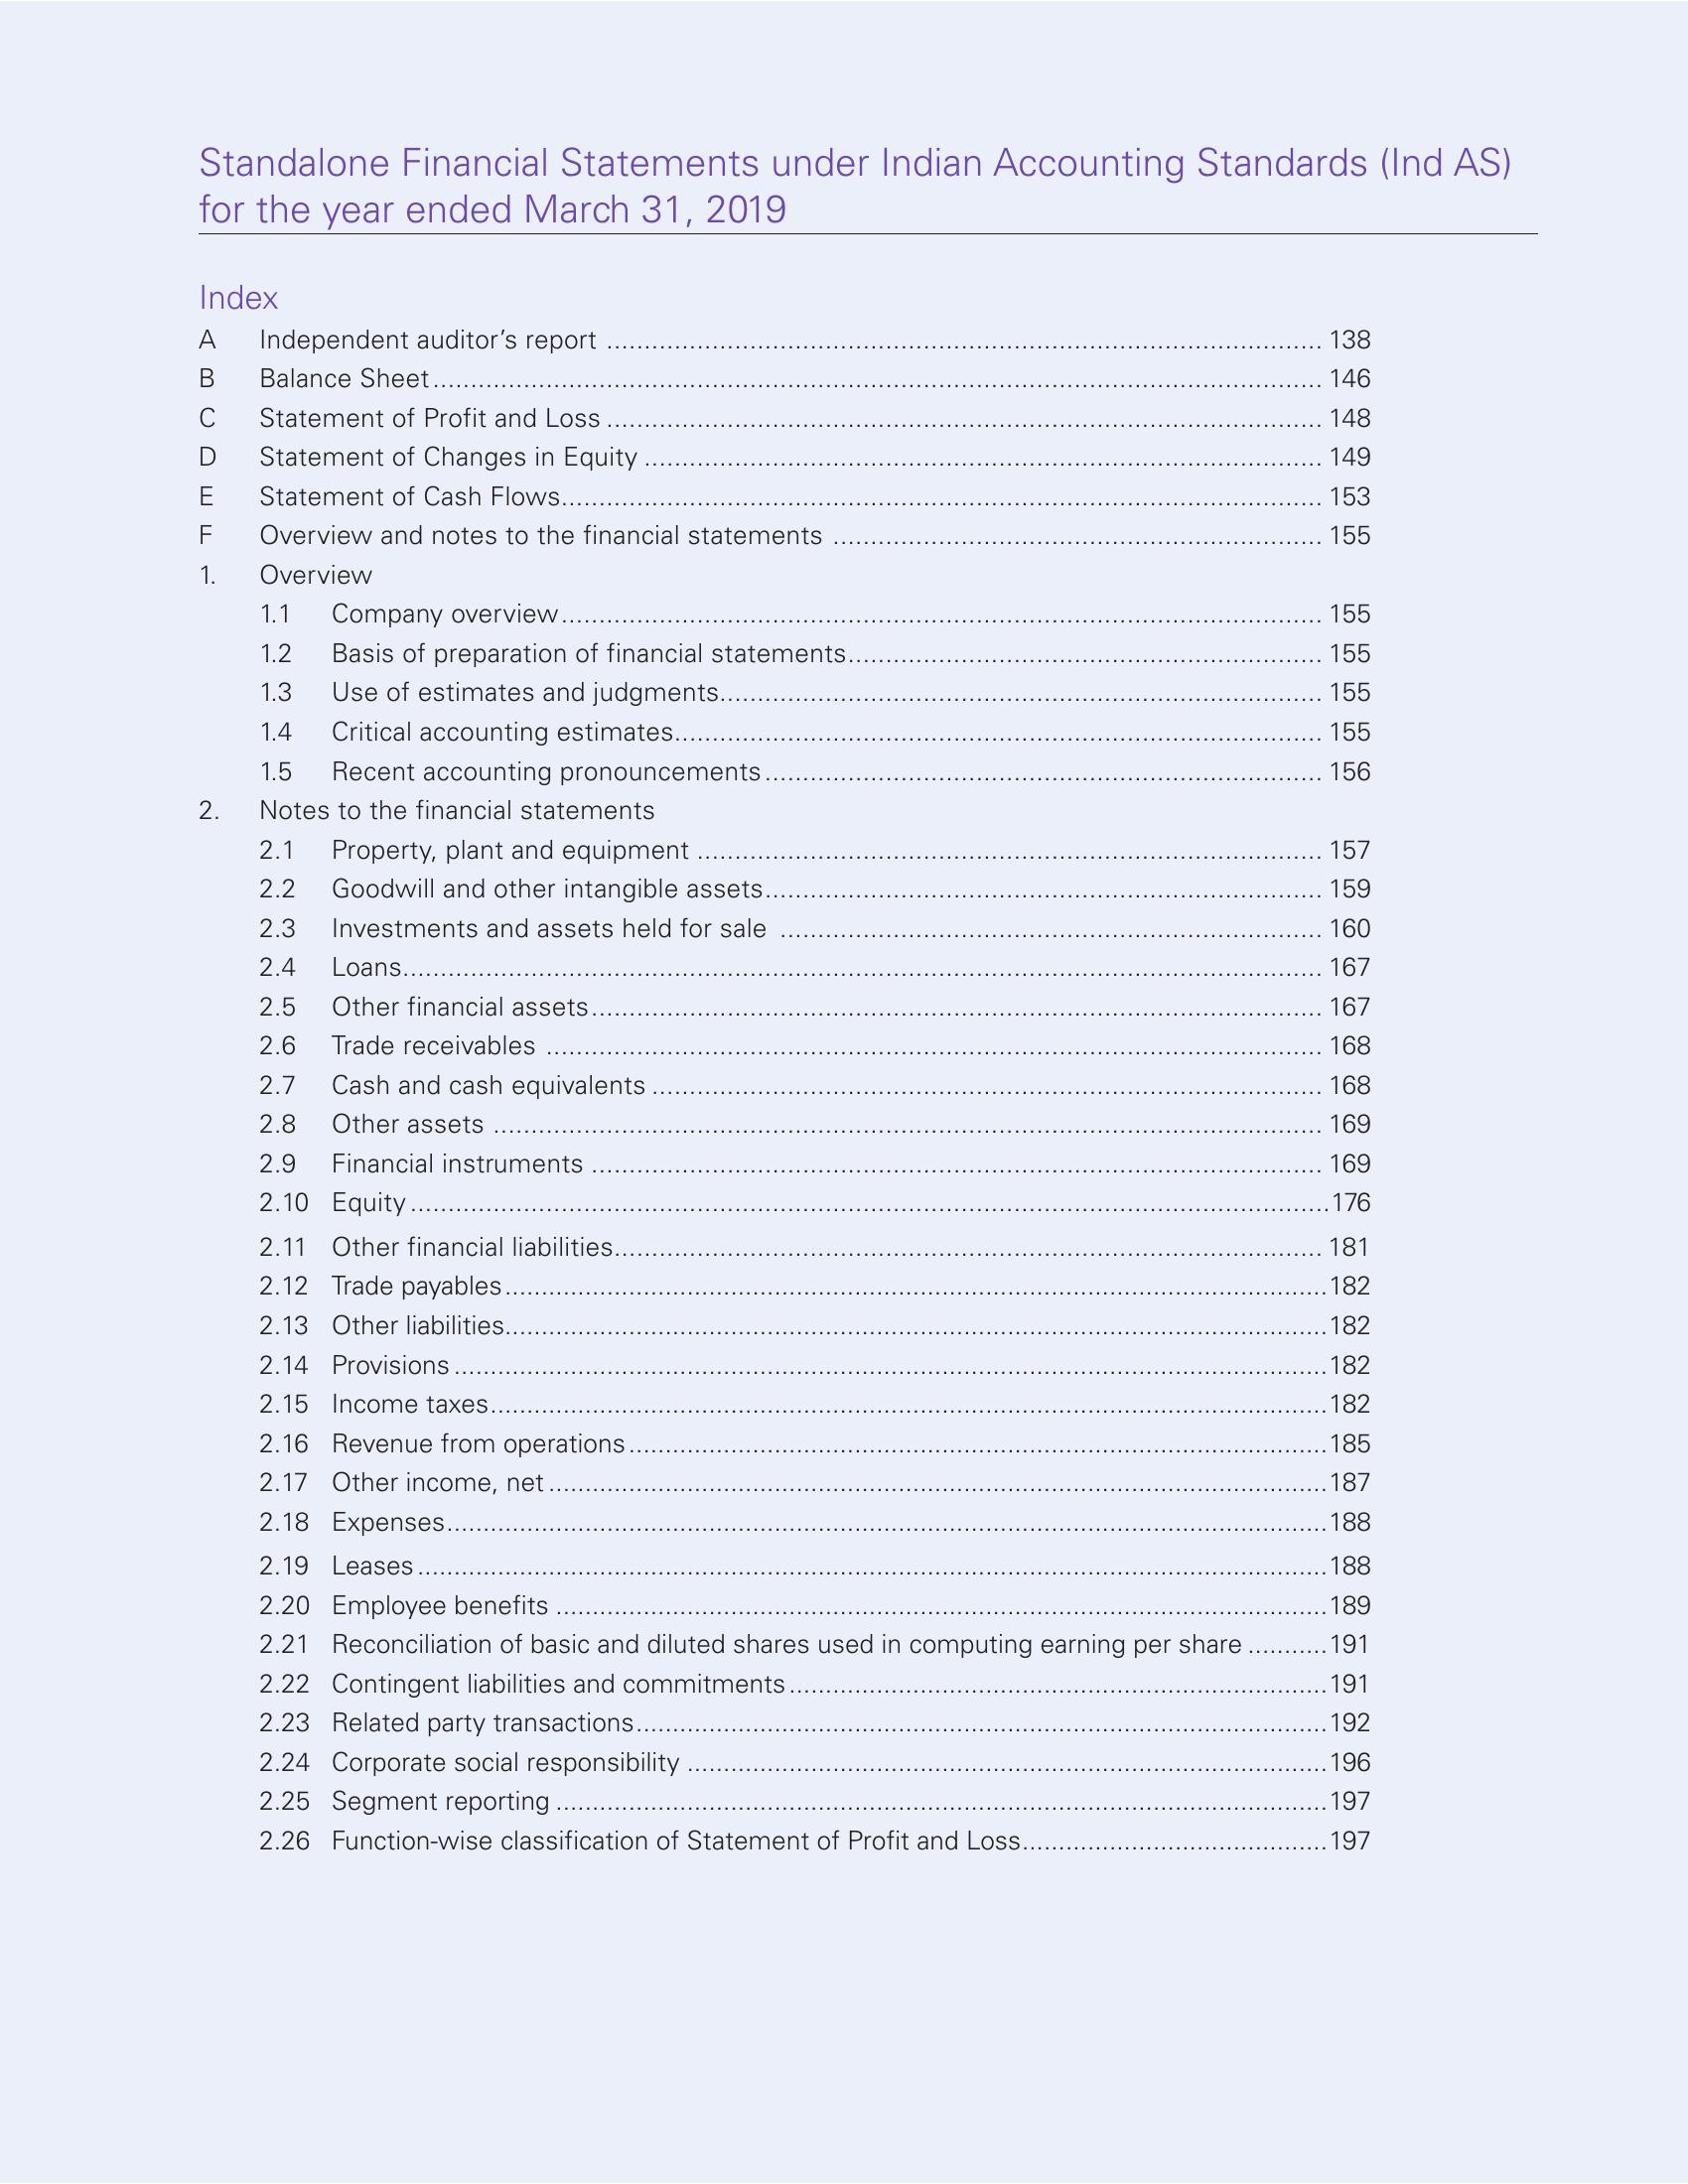 Standalone Financial Statements under Indian Accounting Standards (Ind AS)
for the year ended March 31, 2019
Index
A Independent auditor’s report ........ 138
B Balance Sheet ........ 146
C Statement of Profit and Loss ........ 148
D Statement of Changes in Equity ........ 149
E Statement of Cash Flows ........ 153
F Overview and notes to the financial statements ........ 155
1. Overview
1.1 Company overview ........ 155
1.2 Basis of preparation of financial statements ........ 155
1.3 Use of estimates and judgments ........ 155
1.4 Critical accounting estimates ........ 155
1.5 Recent accounting pronouncements ........ 156
2. Notes to the financial statements
2.1 Property, plant and equipment ........ 157
2.2 Goodwill and other intangible assets ........ 159
2.3 Investments and assets held for sale ........ 160
2.4 Loans ........ 167
2.5 Other financial assets ........ 167
2.6 Trade receivables ........ 168
2.7 Cash and cash equivalents ........ 168
2.8 Other assets ........ 169
2.9 Financial instruments ........ 169
2.10 Equity ........ 176
2.11 Other financial liabilities ........ 181
2.12 Trade payables ........ 182
2.13 Other liabilities ........ 182
2.14 Provisions ........ 182
2.15 Income taxes ........ 182
2.16 Revenue from operations ........ 185
2.17 Other income, net ........ 187
2.18 Expenses ........ 188
2.19 Leases ........ 188
2.20 Employee benefits ........ 189
2.21 Reconciliation of basic and diluted shares used in computing earning per share ........ 191
2.22 Contingent liabilities and commitments ........ 191
2.23 Related party transactions ........ 192
2.24 Corporate social responsibility ........ 196
2.25 Segment reporting ........ 197
2.26 Function-wise classification of Statement of Profit and Loss ........ 197